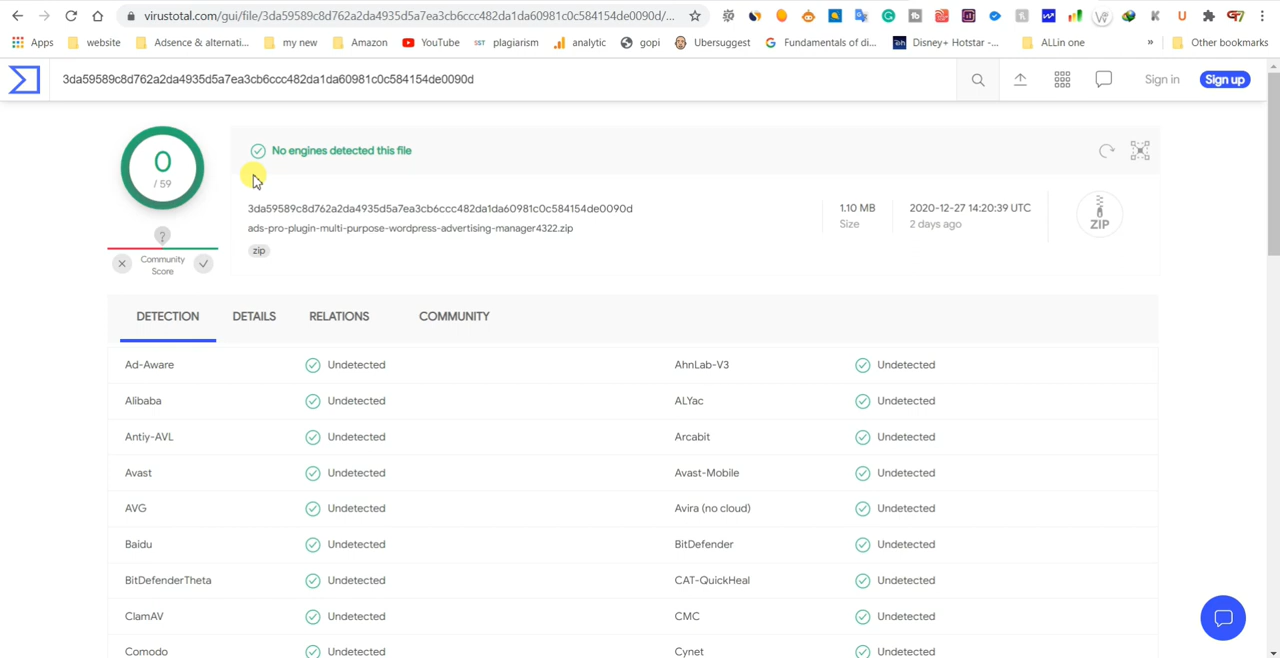 virustotal.com/gui/file/3da59589c8d762a2da4935d5a7ea3cb6ccc482da1da60981c0c584154de0090d/...
Apps website Adsence & alternati... my new Amazon YouTube SST plagiarism analytic gopi Ubersuggest Fundamentals of di... Disney+ Hotstar -... ALLin one » Other bookmarks
3da59589c8d762a2da4935d5a7ea3cb6ccc482da1da60981c0c584154de0090d
Sign in Sign up
0
/ 59
No engines detected this file
3da59589c8d762a2da4935d5a7ea3cb6ccc482da1da60981c0c584154de0090d
ads-pro-plugin-multi-purpose-wordpress-advertising-manager4322.zip
zip
1.10 MB
Size
2020-12-27 14:20:39 UTC
2 days ago
ZIP
?
Community
Score
DETECTION DETAILS RELATIONS COMMUNITY
Ad-Aware Undetected AhnLab-V3 Undetected
Alibaba Undetected ALYac Undetected
Antiy-AVL Undetected Arcabit Undetected
Avast Undetected Avast-Mobile Undetected
AVG Undetected Avira (no cloud) Undetected
Baidu Undetected BitDefender Undetected
BitDefenderTheta Undetected CAT-QuickHeal Undetected
ClamAV Undetected CMC Undetected
Comodo Undetected Cynet Undetected